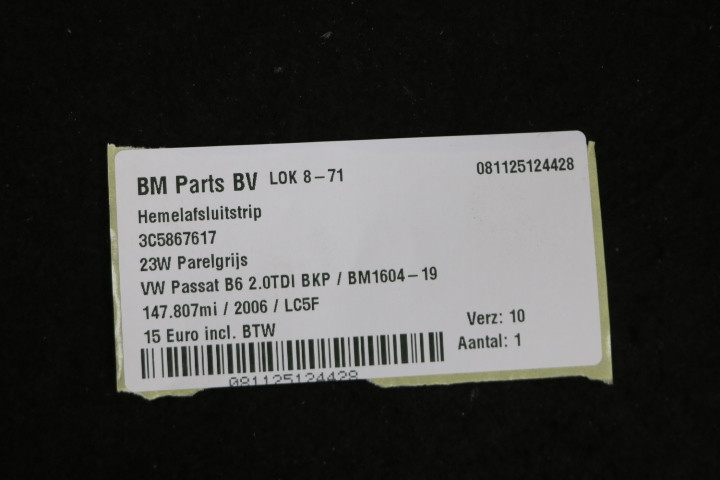 BM Parts BV LOK 8-71 081125124428
Hemelafsluitstrip
3C5867617
23W Parelgrijs
VW Passat B6 2.0TDI BKP / BM1604-19
147.807mi / 2006 / LC5F
15 Euro incl. BTW
Verz: 10
Aantal: 1
081125124428